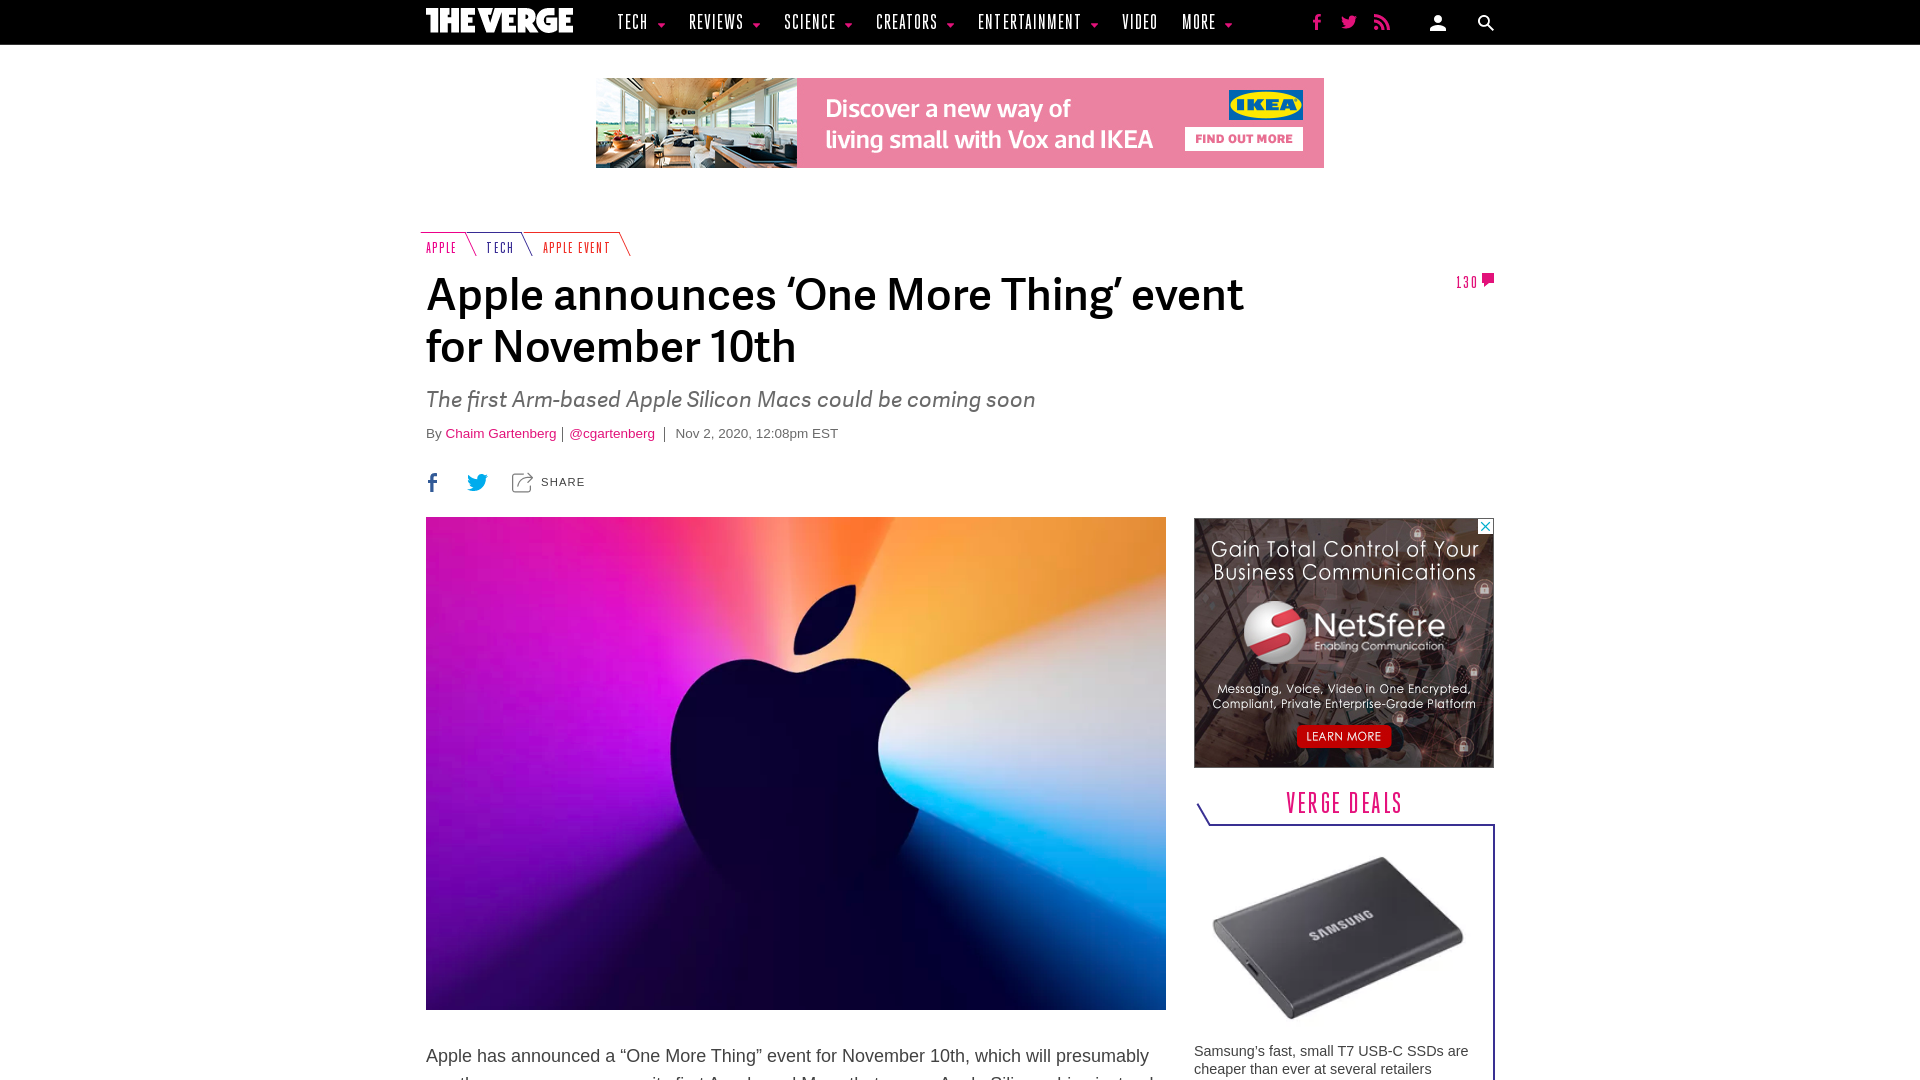 THE VERGE
TECH REVIEWS SCIENCE CREATORS ENTERTAINMENT VIDEO MORE
Discover a new way of
living small with Vox and IKEA
IKEA
FIND OUT MORE
APPLE TECH APPLE EVENT
Apple announces ‘One More Thing’ event
for November 10th
130
The first Arm-based Apple Silicon Macs could be coming soon
By Chaim Gartenberg | @cgartenberg | Nov 2, 2020, 12:08pm EST
SHARE
Gain Total Control of Your
Business Communications
NetSfere
Enabling Communication
Messaging, Voice, Video in One Encrypted,
Compliant, Private Enterprise-Grade Platform
LEARN MORE
VERGE DEALS
SAMSUNG
Samsung’s fast, small T7 USB-C SSDs are
cheaper than ever at several retailers
Apple has announced a “One More Thing” event for November 10th, which will presumably